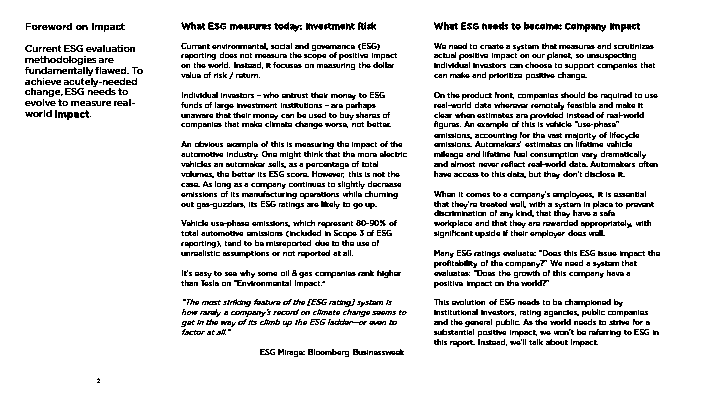 Foreword on Impact
Current ESG evaluation
methodologies are
fundamentally flawed. To
achieve acutely-needed
change, ESG needs to
evolve to measure real-
world Impact.
What ESG measures today: Investment Risk
Current environmental, social and governance (ESG)
reporting does not measure the scope of positive impact
on the world. Instead, it focuses on measuring the dollar
value of risk / return.
Individual investors – who entrust their money to ESG
funds of large investment institutions – are perhaps
unaware that their money can be used to buy shares of
companies that make climate change worse, not better.
An obvious example of this is measuring the impact of the
automotive industry. One might think that the more electric
vehicles an automaker sells, as a percentage of total
volumes, the better its ESG score. However, this is not the
case. As long as a company continues to slightly decrease
emissions of its manufacturing operations while churning
out gas-guzzlers, its ESG ratings are likely to go up.
Vehicle use-phase emissions, which represent 80-90% of
total automotive emissions (included in Scope 3 of ESG
reporting), tend to be misreported due to the use of
unrealistic assumptions or not reported at all.
It's easy to see why some oil & gas companies rank higher
than Tesla on "Environmental Impact."
"The most striking feature of the [ESG rating] system is
how rarely a company's record on climate change seems to
get in the way of its climb up the ESG ladder—or even to
factor at all."
ESG Mirage: Bloomberg Businessweek
What ESG needs to become: Company Impact
We need to create a system that measures and scrutinizes
actual positive impact on our planet, so unsuspecting
individual investors can choose to support companies that
can make and prioritize positive change.
On the product front, companies should be required to use
real-world data wherever remotely feasible and make it
clear when estimates are provided instead of real-world
figures. An example of this is vehicle "use-phase"
emissions, accounting for the vast majority of lifecycle
emissions. Automakers' estimates on lifetime vehicle
mileage and lifetime fuel consumption vary dramatically
and almost never reflect real-world data. Automakers often
have access to this data, but they don't disclose it.
When it comes to a company's employees, it is essential
that they're treated well, with a system in place to prevent
discrimination of any kind, that they have a safe
workplace and that they are rewarded appropriately, with
significant upside if their employer does well.
Many ESG ratings evaluate: "Does this ESG issue impact the
profitability of the company?" We need a system that
evaluates: "Does the growth of this company have a
positive impact on the world?"
This evolution of ESG needs to be championed by
institutional investors, rating agencies, public companies
and the general public. As the world needs to strive for a
substantial positive impact, we won't be referring to ESG in
this report. Instead, we'll talk about Impact.
2